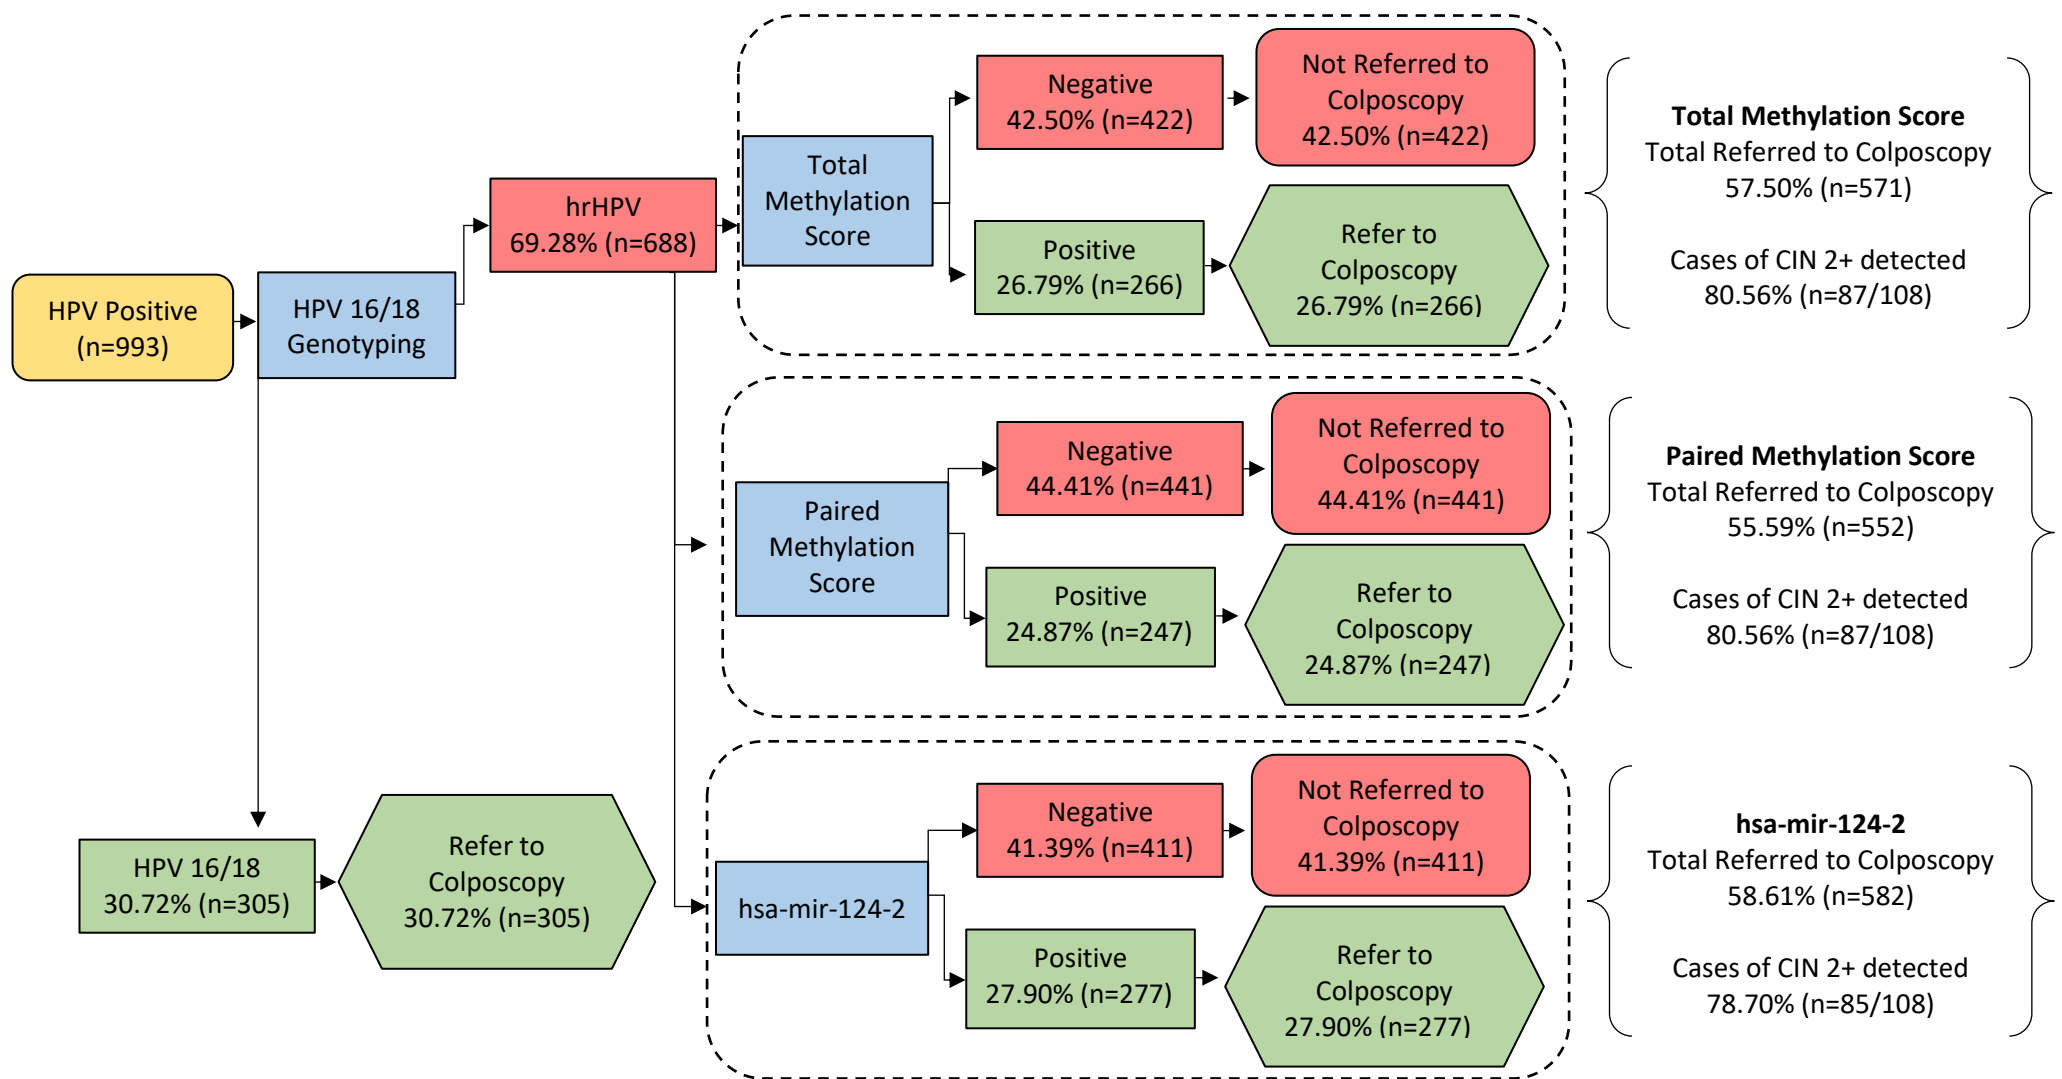 HPV Positive
(n=993)
HPV 16/18
Genotyping
hrHPV
69.28% (n=688)
HPV 16/18
30.72% (n=305)
Refer to
Colposcopy
30.72% (n=305)
Total
Methylation
Score
Negative
42.50% (n=422)
Not Referred to
Colposcopy
42.50% (n=422)
Positive
26.79% (n=266)
Refer to
Colposcopy
26.79% (n=266)
Total Methylation Score
Total Referred to Colposcopy
57.50% (n=571)
Cases of CIN 2+ detected
80.56% (n=87/108)
Paired
Methylation
Score
Negative
44.41% (n=441)
Not Referred to
Colposcopy
44.41% (n=441)
Positive
24.87% (n=247)
Refer to
Colposcopy
24.87% (n=247)
Paired Methylation Score
Total Referred to Colposcopy
55.59% (n=552)
Cases of CIN 2+ detected
80.56% (n=87/108)
hsa-mir-124-2
Negative
41.39% (n=411)
Not Referred to
Colposcopy
41.39% (n=411)
Positive
27.90% (n=277)
Refer to
Colposcopy
27.90% (n=277)
hsa-mir-124-2
Total Referred to Colposcopy
58.61% (n=582)
Cases of CIN 2+ detected
78.70% (n=85/108)